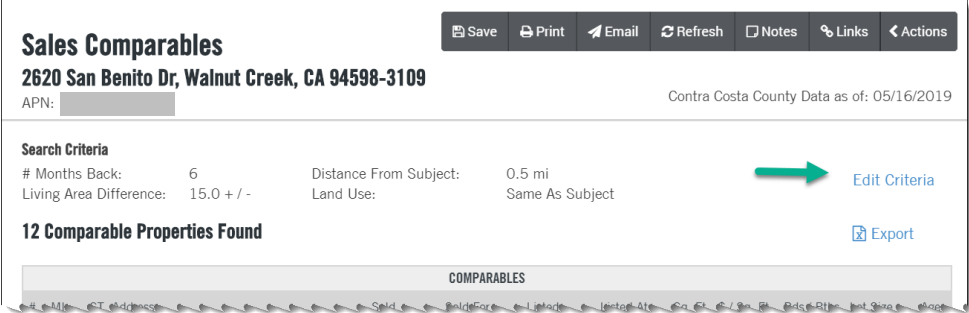 Save Print Email Refresh Notes Links Actions
Sales Comparables
2620 San Benito Dr, Walnut Creek, CA 94598-3109
APN:
Contra Costa County Data as of: 05/16/2019
Search Criteria
# Months Back: 6 Distance From Subject: 0.5 mi
Living Area Difference: 15.0 + / - Land Use: Same As Subject
Edit Criteria
12 Comparable Properties Found
Export
COMPARABLES